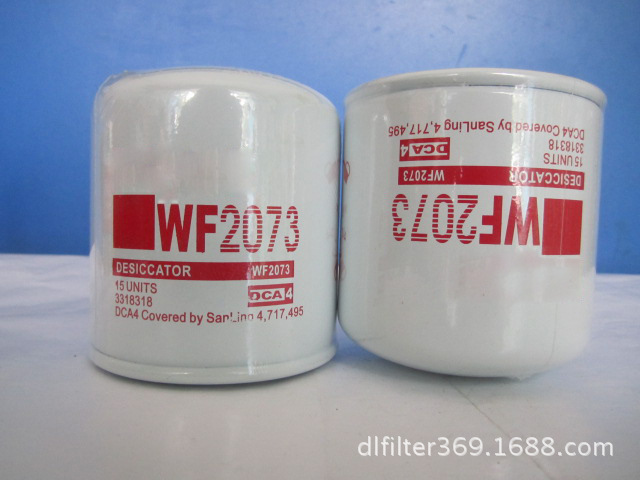 WF2073
DESICCATOR WF2073
15 UNITS
3318318 DCA4
DCA4 Covered by SanLing 4,717,495
DCA4 Covered by SanLing 4,717,495
3318318 DCA4
15 UNITS
DESICCATOR WF2073
WF2073
dlfilter369.1688.com